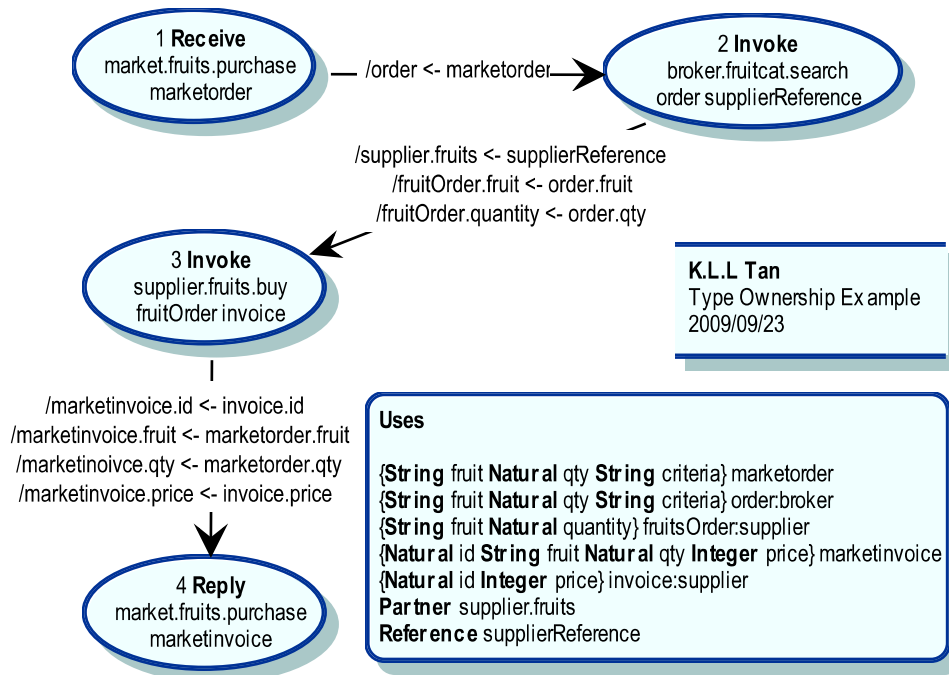 1 Receive
market.fruits.purchase
marketorder
/order <- marketorder
2 Invoke
broker.fruitcat.search
order supplierReference
/supplier.fruits <- supplierReference
/fruitOrder.fruit <- order.fruit
/fruitOrder.quantity <- order.qty
3 Invoke
supplier.fruits.buy
fruitOrder invoice
K.L.L Tan
Type Ownership Example
2009/09/23
/marketinvoice.id <- invoice.id
/marketinvoice.fruit <- marketorder.fruit
/marketinoivce.qty <- marketorder.qty
/marketinvoice.price <- invoice.price
4 Reply
market.fruits.purchase
marketinvoice
Uses
{String fruit Natural qty String criteria} marketorder
{String fruit Natural qty String criteria} order:broker
{String fruit Natural quantity} fruitsOrder:supplier
{Natural id String fruit Natural qty Integer price} marketinvoice
{Natural id Integer price} invoice:supplier
Partner supplier.fruits
Reference supplierReference